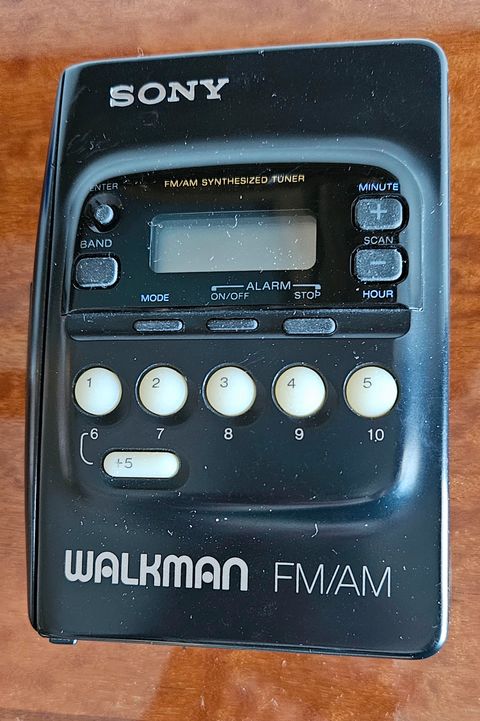 SONY
FM/AM SYNTHESIZED TUNER
ENTER
MINUTE
+
BAND
SCAN
−
ALARM
MODE
ON/OFF
STOP
HOUR
1 2 3 4 5
6 7 8 9 10
+5
WALKMAN FM/AM